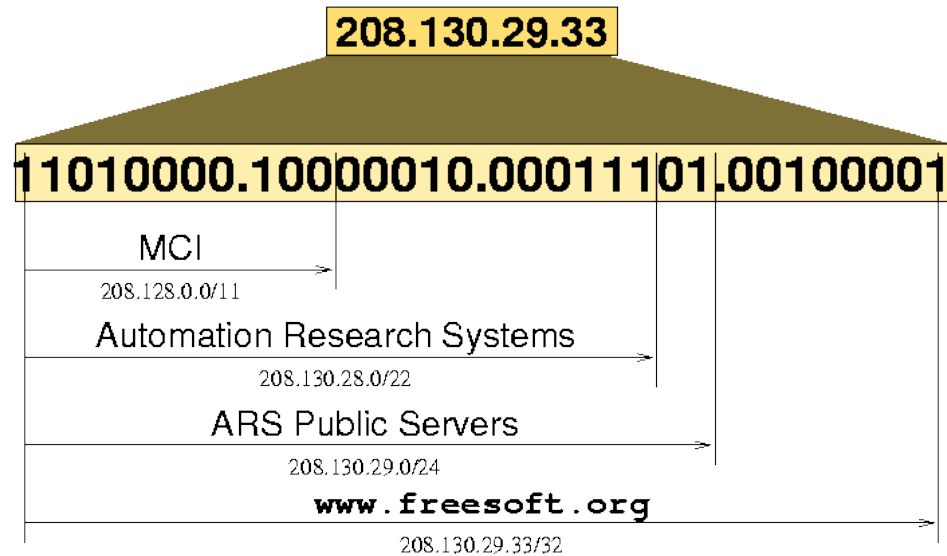 208.130.29.33
11010000.10000010.00011101.00100001
MCI
208.128.0.0/11
Automation Research Systems
208.130.28.0/22
ARS Public Servers
208.130.29.0/24
www.freesoft.org
208.130.29.33/32